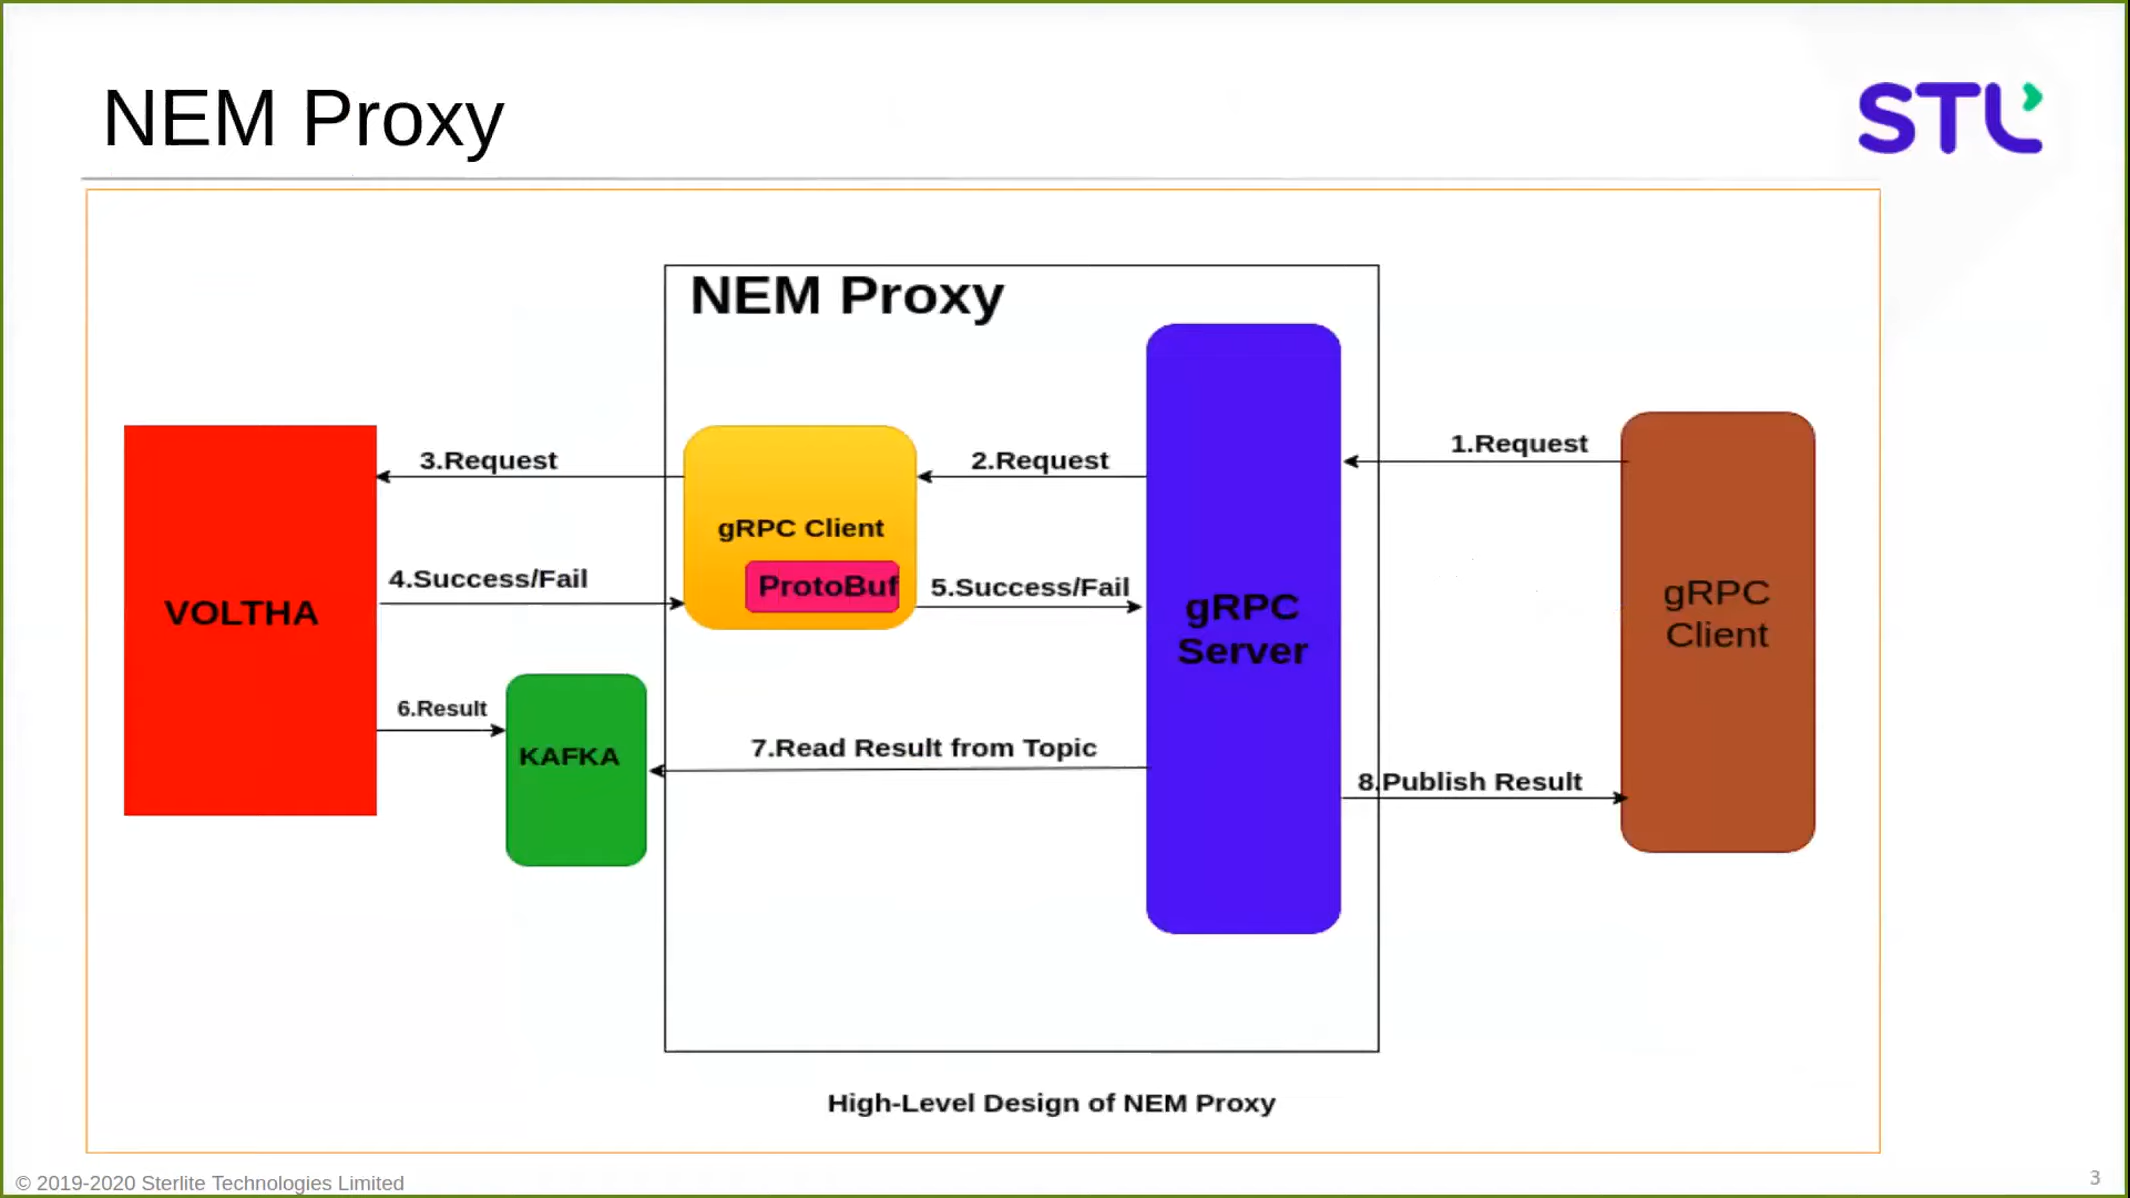 NEM Proxy
STL
NEM Proxy
1.Request
2.Request
3.Request
gRPC Client
ProtoBuf
4.Success/Fail
5.Success/Fail
VOLTHA
gRPC
Server
gRPC
Client
6.Result
KAFKA
7.Read Result from Topic
8.Publish Result
High-Level Design of NEM Proxy
© 2019-2020 Sterlite Technologies Limited
3